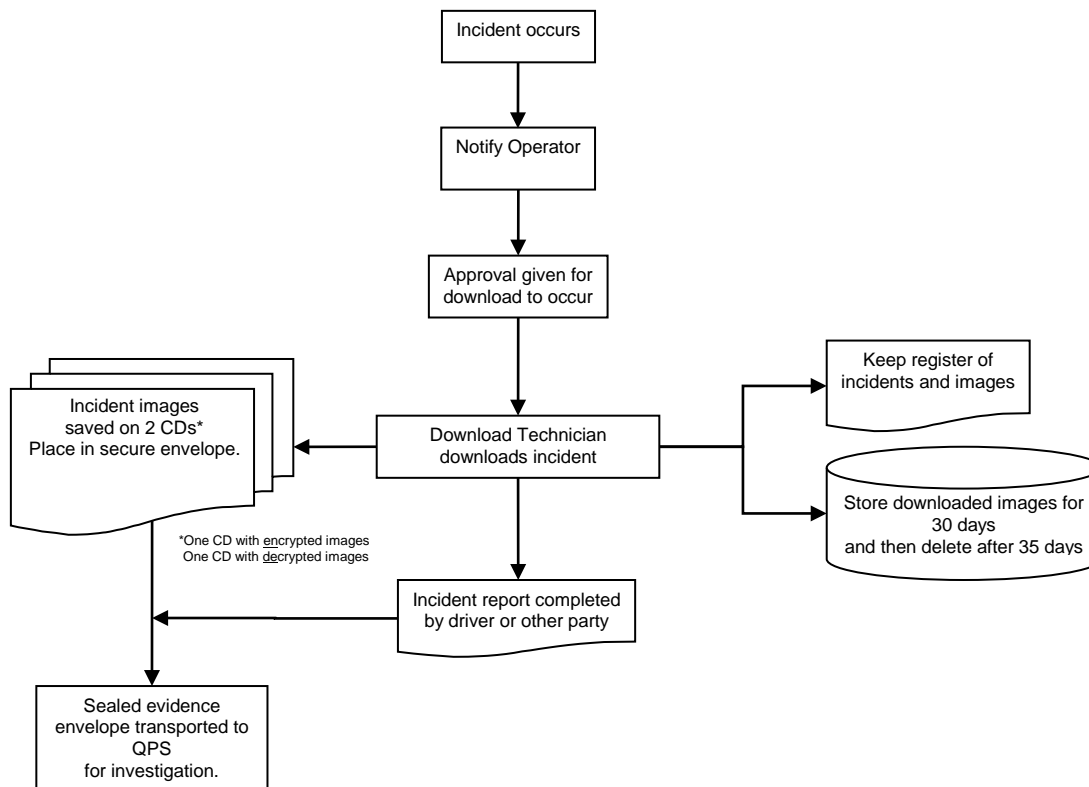 Incident occurs
Notify Operator
Approval given for
download to occur
Keep register of
incidents and images
Incident images
saved on 2 CDs*
Place in secure envelope.
Download Technician
downloads incident
Store downloaded images for
30 days
and then delete after 35 days
*One CD with encrypted images
One CD with decrypted images
Incident report completed
by driver or other party
Sealed evidence
envelope transported to
QPS
for investigation.